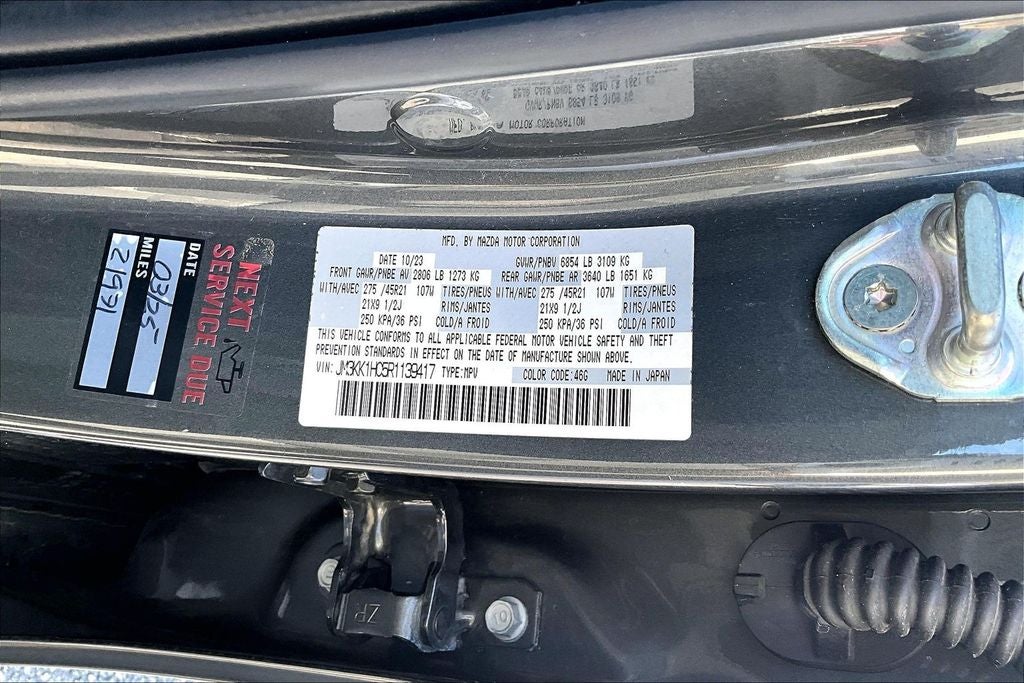 MFD. BY MAZDA MOTOR CORPORATION
DATE 10/23 GVWR/PNBV 6854 LB 3109 KG
FRONT GAWR/PNBE AV 2806 LB 1273 KG REAR GAWR/PNBE AR 3640 LB 1651 KG
WITH/AVEC 275 /45R21 107W TIRES/PNEUS WITH/AVEC 275 /45R21 107W TIRES/PNEUS
21X9 1/2J RIMS/JANTES 21X9 1/2J RIMS/JANTES
250 KPA/36 PSI COLD/A FROID 250 KPA/36 PSI COLD/A FROID
THIS VEHICLE CONFORMS TO ALL APPLICABLE FEDERAL MOTOR VEHICLE SAFETY AND THEFT
PREVENTION STANDARDS IN EFFECT ON THE DATE OF MANUFACTURE SHOWN ABOVE.
VIN: JM3KK1HC5R1139417 TYPE:MPV COLOR CODE:46G MADE IN JAPAN
NEXT
SERVICE DUE
DATE
03/25
MILES
21931
ZP